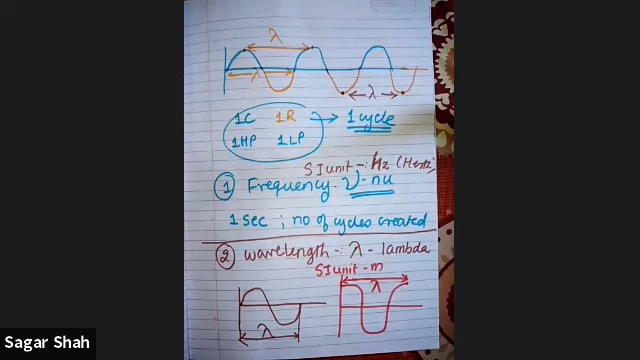 λ
λ
λ
1C 1R → 1 cycle
1HP 1LP
SI unit -: Hz (Hertz)
① Frequency - ν - nu
1 sec ; no of cycles created
② wavelength - λ - lambda
SI unit - m
λ
λ
Sagar Shah